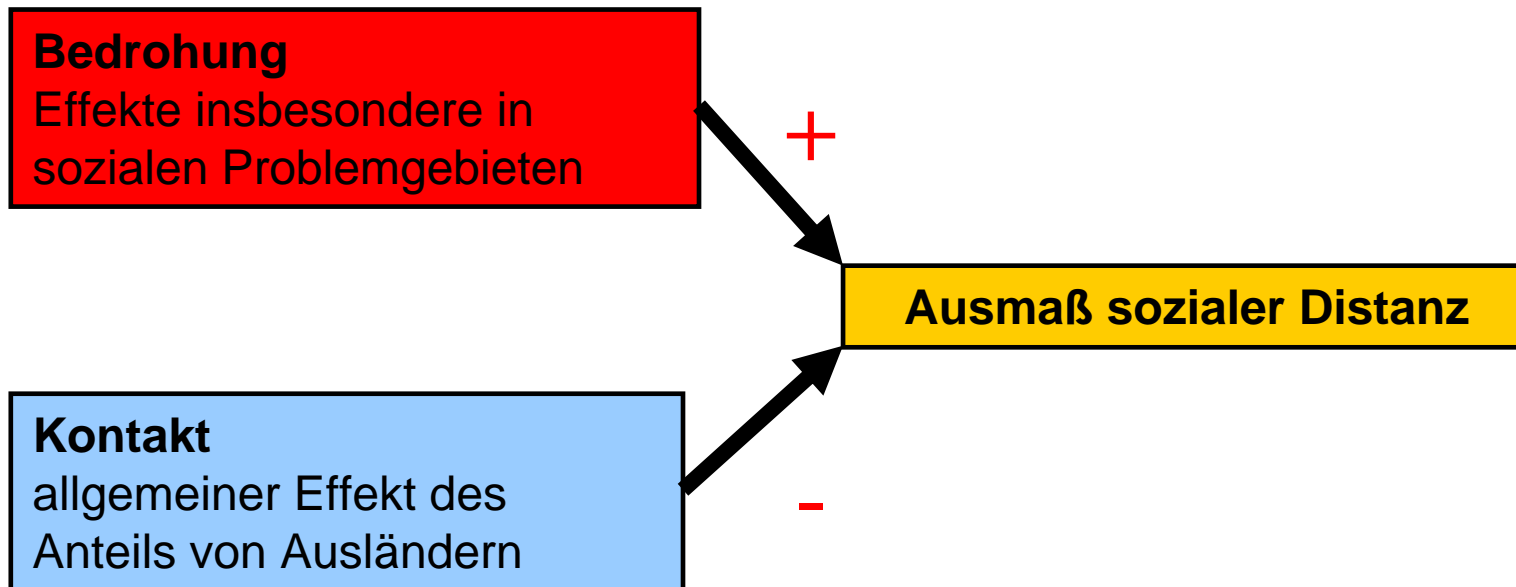 Bedrohung
Effekte insbesondere in
sozialen Problemgebieten
+
Ausmaß sozialer Distanz
Kontakt
allgemeiner Effekt des
Anteils von Ausländern
-